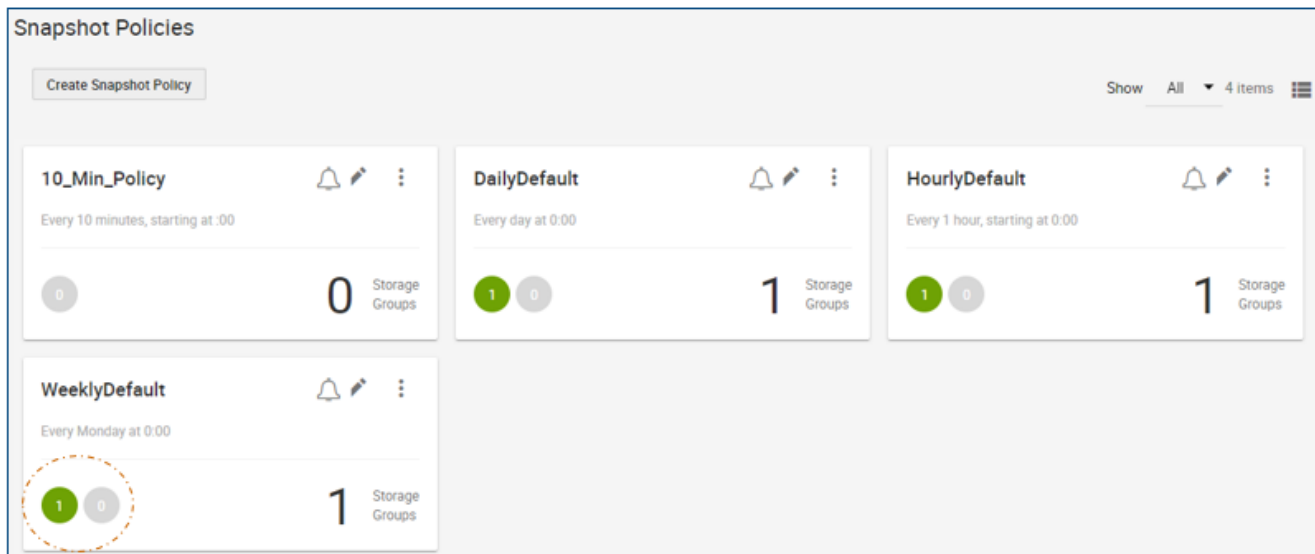 Snapshot Policies
Create Snapshot Policy
Show All 4 items
10_Min_Policy
Every 10 minutes, starting at :00
0
0 Storage Groups
DailyDefault
Every day at 0:00
1 0
1 Storage Groups
HourlyDefault
Every 1 hour, starting at 0:00
1 0
1 Storage Groups
WeeklyDefault
Every Monday at 0:00
1 0
1 Storage Groups